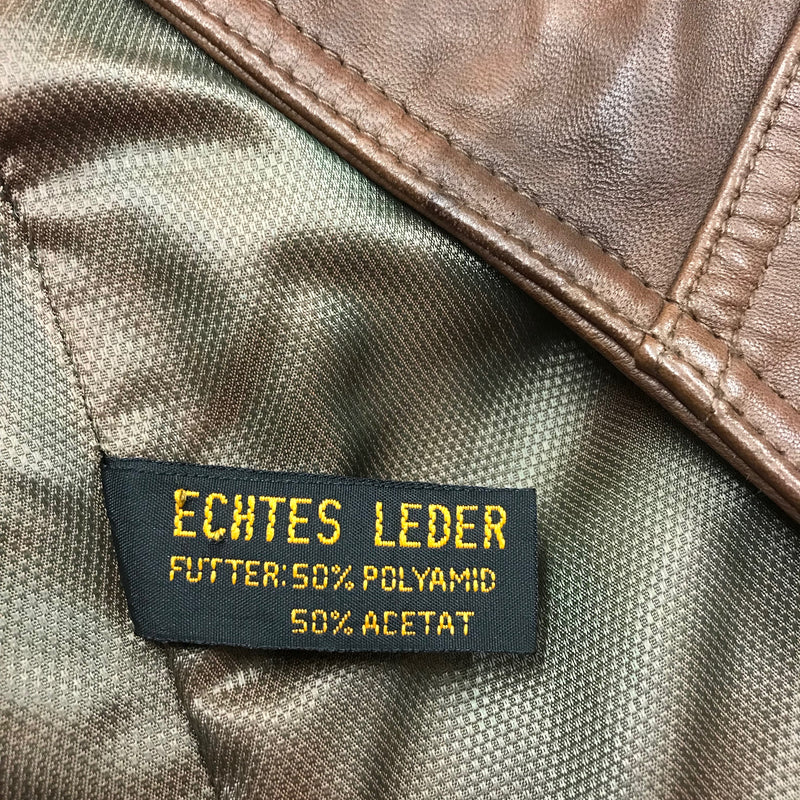 ECHTES LEDER
FUTTER: 50% POLYAMID
50% ACETAT